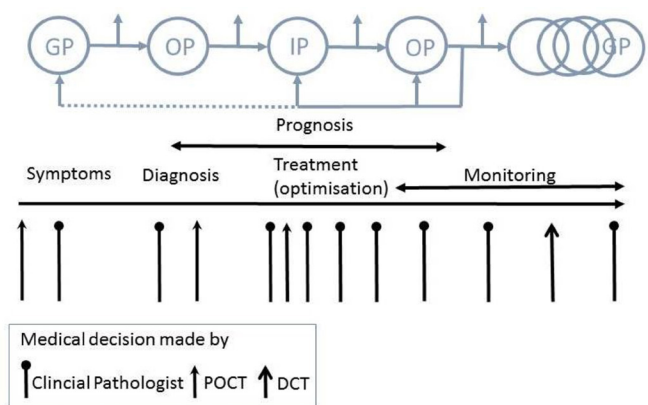 GP OP IP OP GP
Prognosis
Symptoms Diagnosis Treatment Monitoring
(optimisation)
Medical decision made by
Clincial Pathologist POCT DCT